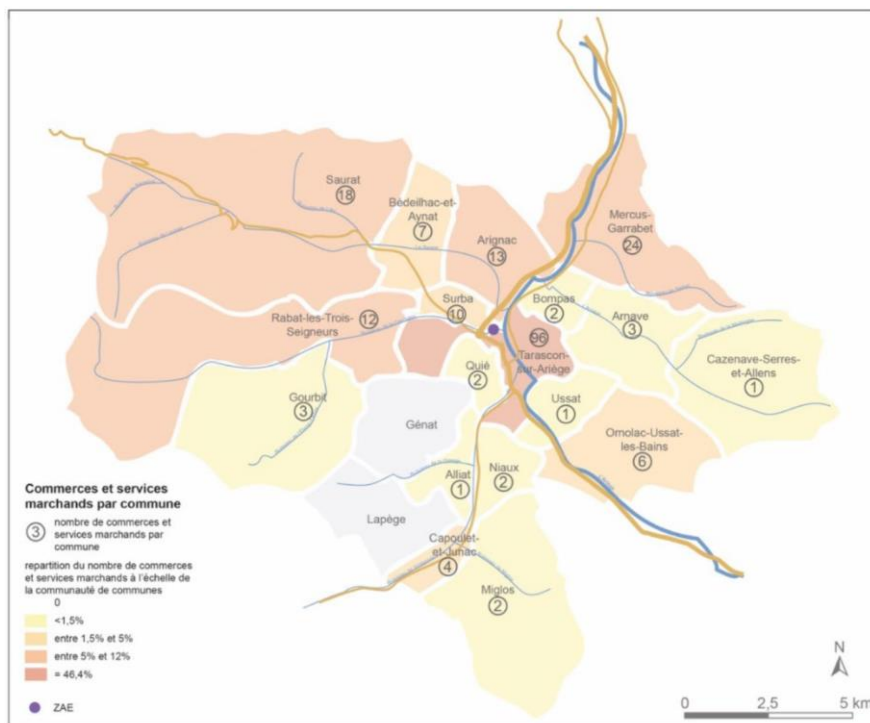 Saurat
18
Bédeilhac-et-
Aynat
7
Arignac
13
Mercus-
Garrabet
24
Surba
10
Bompas
2
Arnave
3
Rabat-les-Trois-
Seigneurs
12
96
Tarascon-
sur-Ariège
Cazenave-Serres-
et-Allens
1
Quié
2
Gourbit
3
Ussat
1
Génat
Ornolac-Ussat-
les-Bains
6
Alliat
1
Niaux
2
Lapège
Capoulet-
et-Junac
4
Miglos
2
Commerces et services
marchands par commune
3
nombre de commerces et
services marchands par
commune
repartition du nombre de commerces
et services marchands à l'échelle de
la communauté de communes
0
<1,5%
entre 1,5% et 5%
entre 5% et 12%
= 46,4%
ZAE
N
0 2,5 5 km